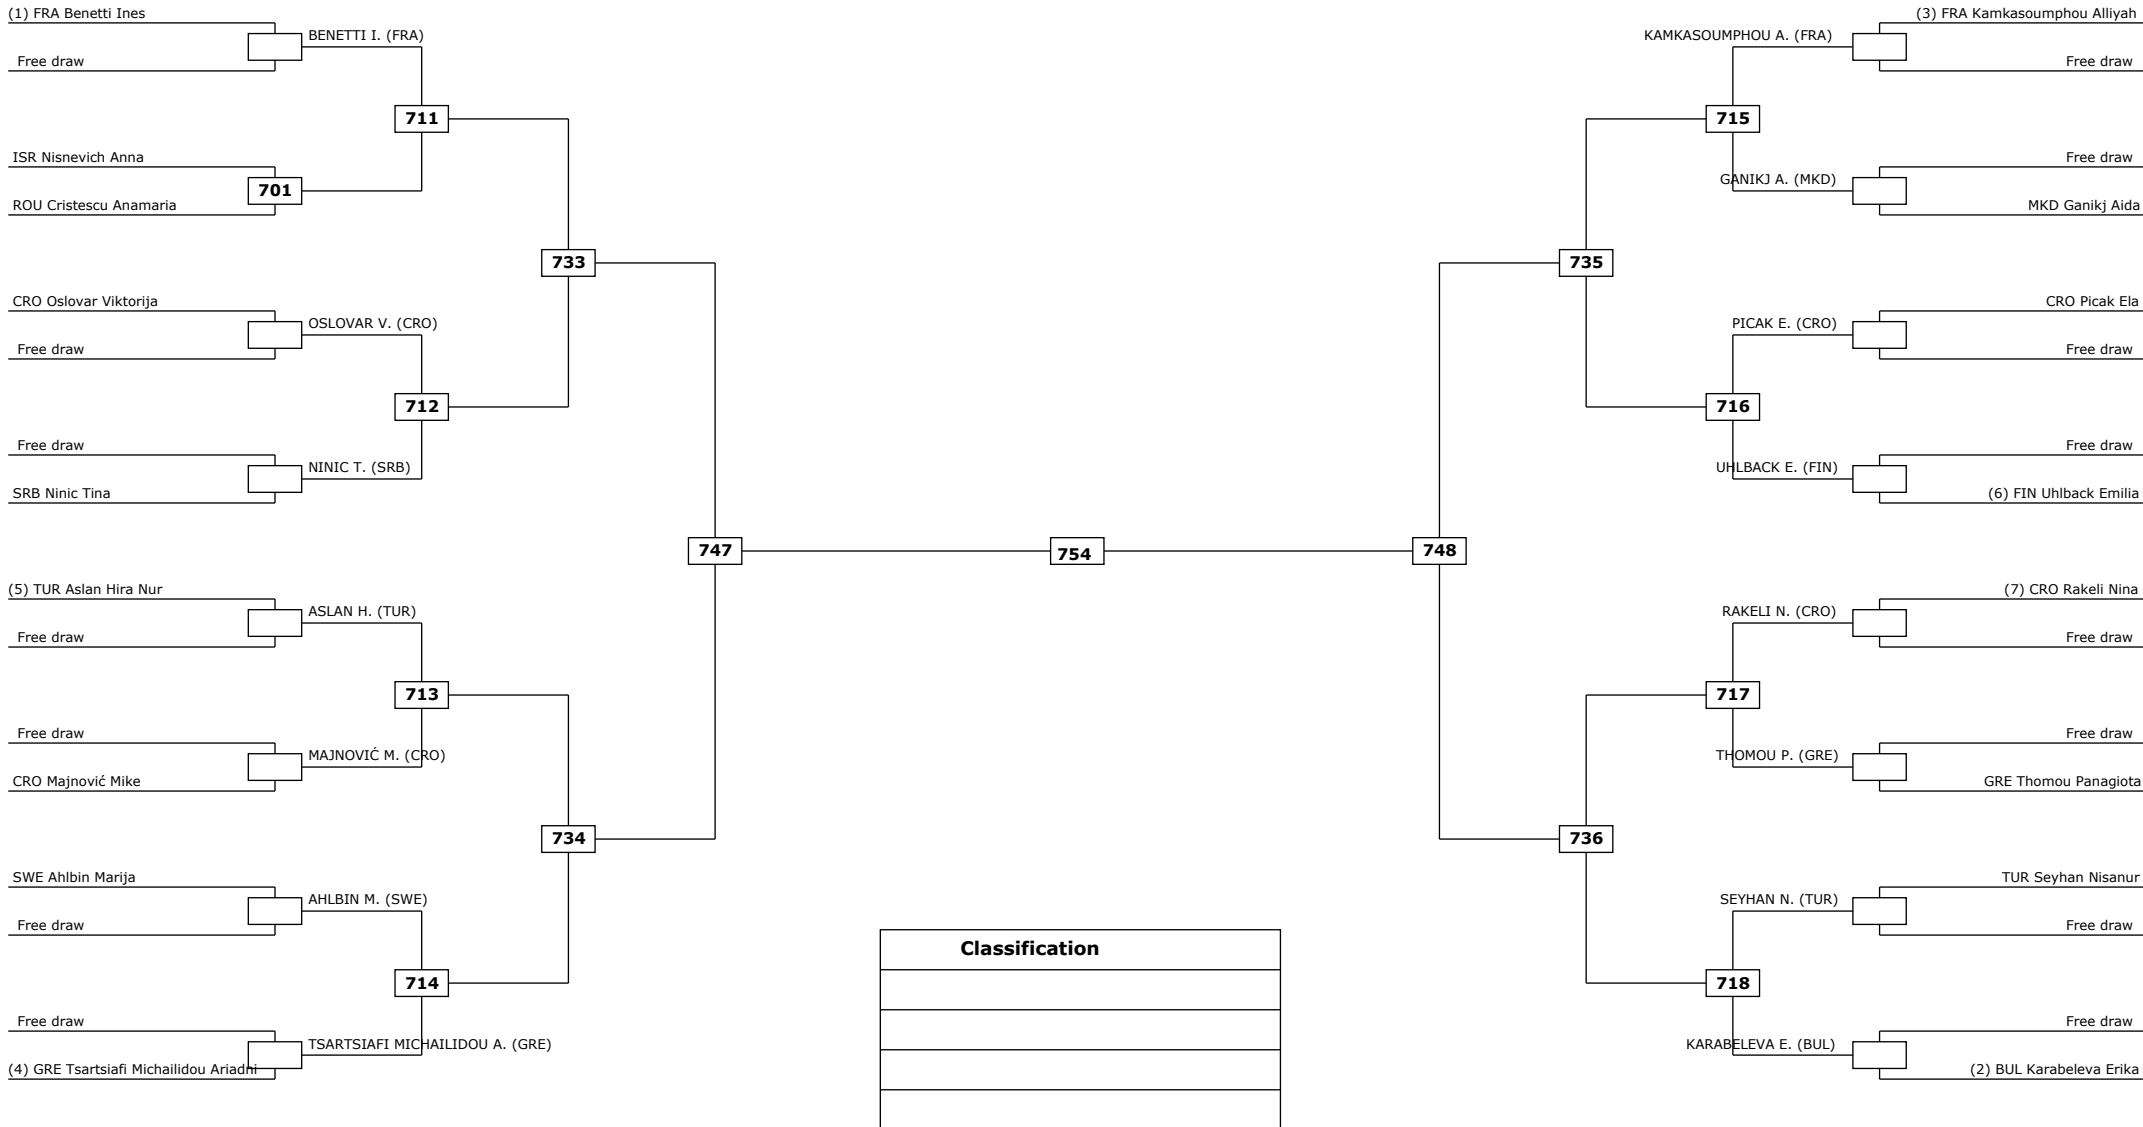 (1) FRA Benetti Ines
BENETTI I. (FRA)
Free draw
711
ISR Nisnevich Anna
701
ROU Cristescu Anamaria
733
CRO Oslovar Viktorija
OSLOVAR V. (CRO)
Free draw
712
Free draw
NINIC T. (SRB)
SRB Ninic Tina
747
(5) TUR Aslan Hira Nur
ASLAN H. (TUR)
Free draw
713
Free draw
MAJNOVIĆ M. (CRO)
CRO Majnović Mike
734
SWE Ahlbin Marija
AHLBIN M. (SWE)
Free draw
714
Free draw
TSARTSIAFI MICHAILIDOU A. (GRE)
(4) GRE Tsartsiafi Michailidou Ariadni
754
(3) FRA Kamkasoumphou Alliyah
KAMKASOUMPHOU A. (FRA)
Free draw
715
Free draw
GANIKJ A. (MKD)
MKD Ganikj Aida
735
CRO Picak Ela
PICAK E. (CRO)
Free draw
716
Free draw
UHLBACK E. (FIN)
(6) FIN Uhlback Emilia
748
(7) CRO Rakeli Nina
RAKELI N. (CRO)
Free draw
717
Free draw
THOMOU P. (GRE)
GRE Thomou Panagiota
736
TUR Seyhan Nisanur
SEYHAN N. (TUR)
Free draw
718
Free draw
KARABELEVA E. (BUL)
(2) BUL Karabeleva Erika
Classification